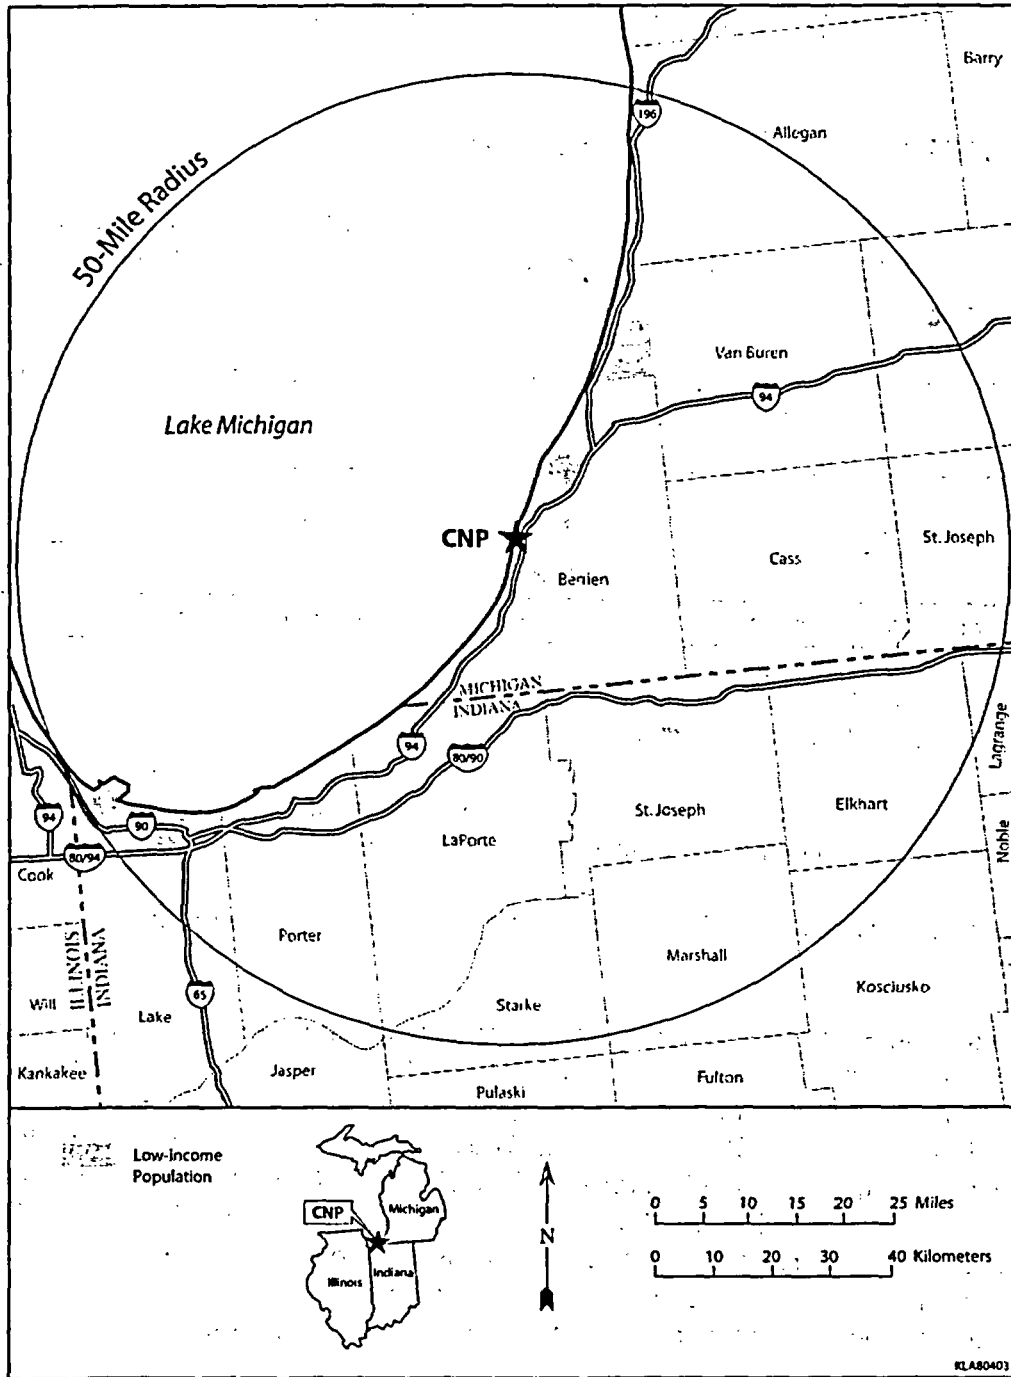 Barry
196
Allegan
50-Mile Radius
Van Buren
94
Lake Michigan
CNP
St. Joseph
Cass
Berrien
MICHIGAN
INDIANA
Lagrange
94
80/90
St. Joseph
Elkhart
94
90
LaPorte
Noble
80/94
Cook
Porter
ILLINOIS
INDIANA
Marshall
Kosciusko
Will
65
Lake
Starke
Kankakee
Jasper
Pulaski
Fulton
Low-Income
Population
CNP
Michigan
Illinois
Indiana
N
0 5 10 15 20 25 Miles
0 10 20 30 40 Kilometers
KLA80403